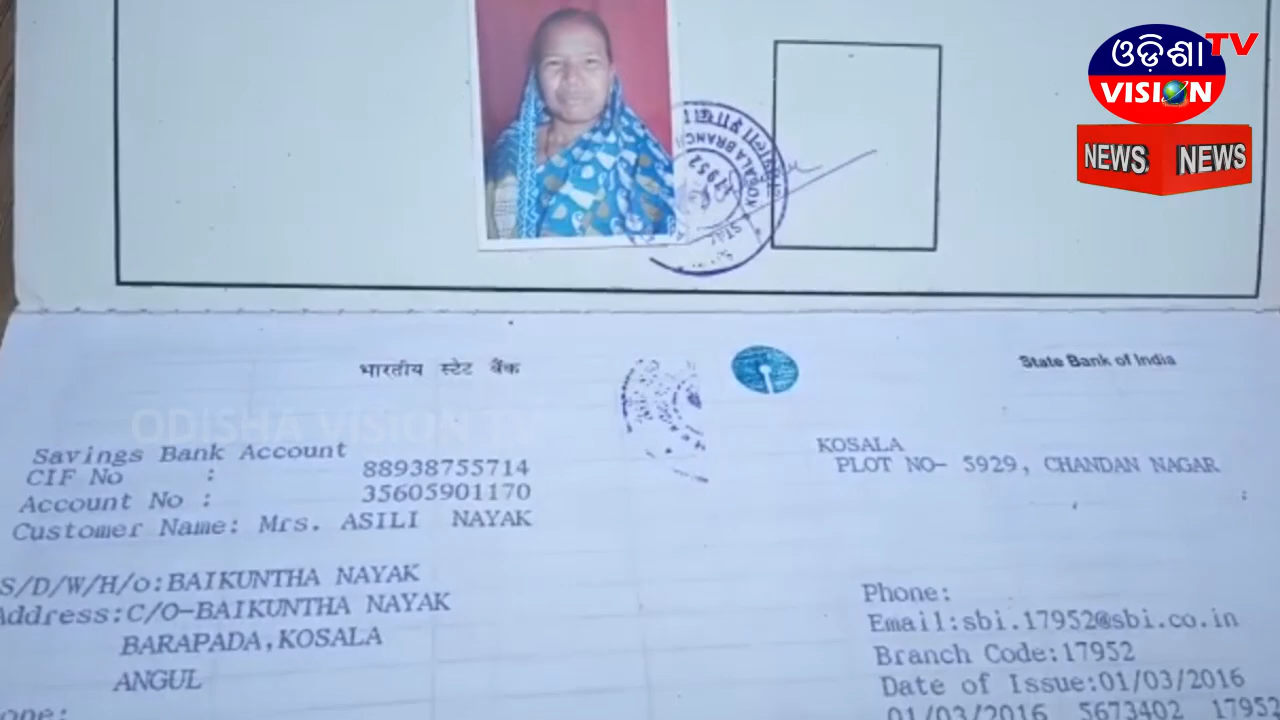 ଓଡ଼ିଶା TV
VISION
NEWS NEWS
KOSALA BRANCH
17952
भारतीय स्टेट बैंक
State Bank of India
ODISHA VISION TV
Savings Bank Account
CIF No : 88938755714
Account No : 35605901170
Customer Name: Mrs. ASILI NAYAK
S/D/W/H/o:BAIKUNTHA NAYAK
Address:C/O-BAIKUNTHA NAYAK
BARAPADA,KOSALA
ANGUL
KOSALA
PLOT NO- 5929, CHANDAN NAGAR
Phone:
Email:sbi.17952@sbi.co.in
Branch Code:17952
Date of Issue:01/03/2016
01/03/2016 5673402 17952